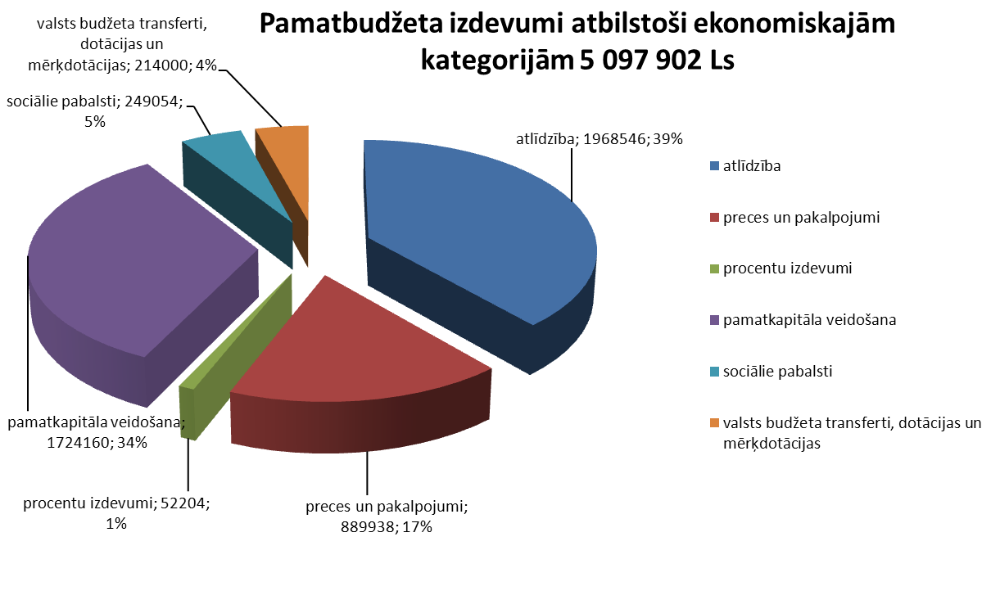 Pamatbudžeta izdevumi atbilstoši ekonomiskajām
kategorijām 5 097 902 Ls
valsts budžeta transferti,
dotācijas un
mērķdotācijas; 214000; 4%
sociālie pabalsti; 249054;
5%
atlīdzība; 1968546; 39%
pamatkapitāla veidošana;
1724160; 34%
procentu izdevumi; 52204;
1%
preces un pakalpojumi;
889938; 17%
atlīdzība
preces un pakalpojumi
procentu izdevumi
pamatkapitāla veidošana
sociālie pabalsti
valsts budžeta transferti, dotācijas un
mērķdotācijas